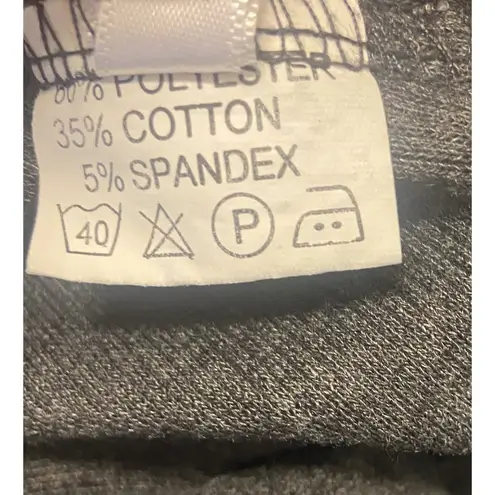 60% POLYESTER
35% COTTON
5% SPANDEX
40 P